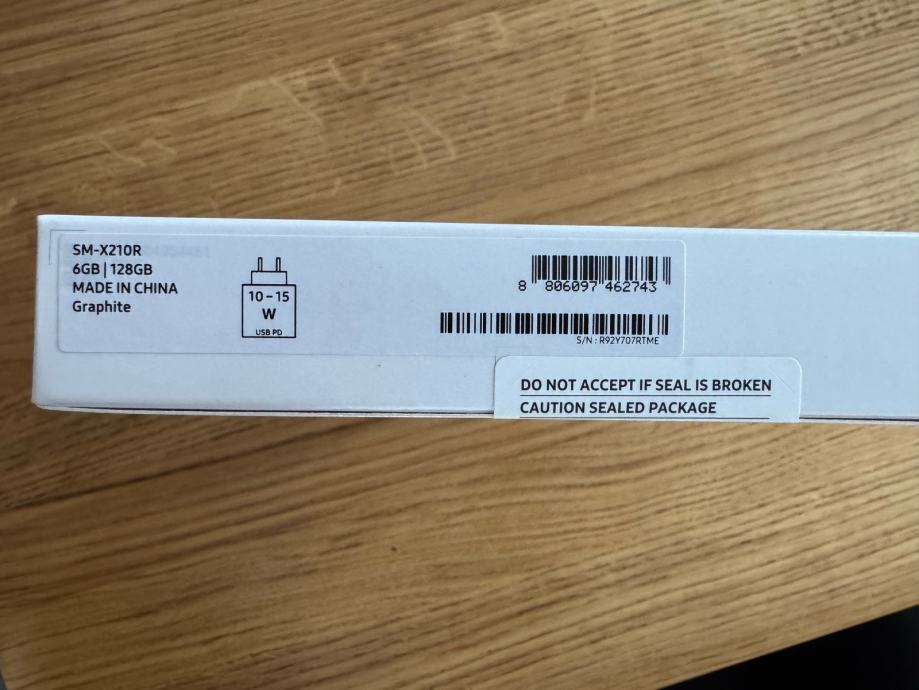 SM-X210R
6GB | 128GB
MADE IN CHINA
Graphite
10 – 15
W
USB PD
8 806097 462743
S/N : R92Y707RTME
DO NOT ACCEPT IF SEAL IS BROKEN
CAUTION SEALED PACKAGE